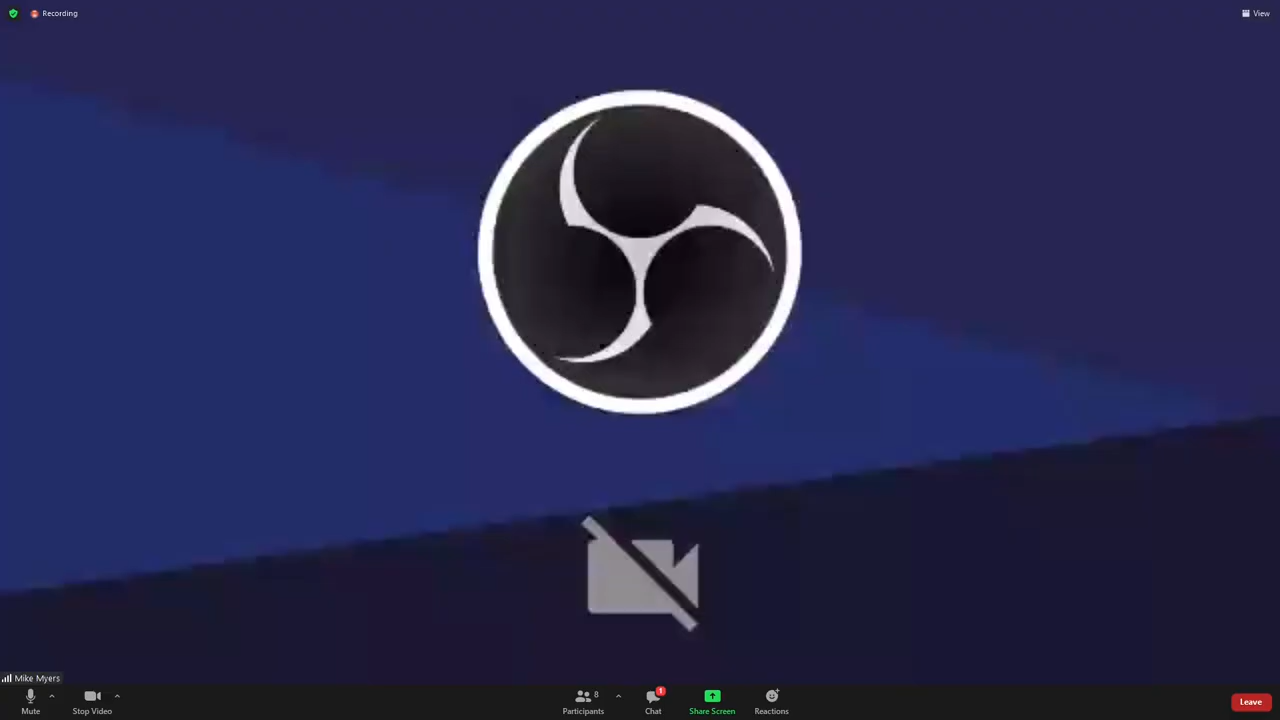 Recording
View
Mike Myers
Mute
Stop Video
Participants
8
Chat
1
Share Screen
Reactions
Leave